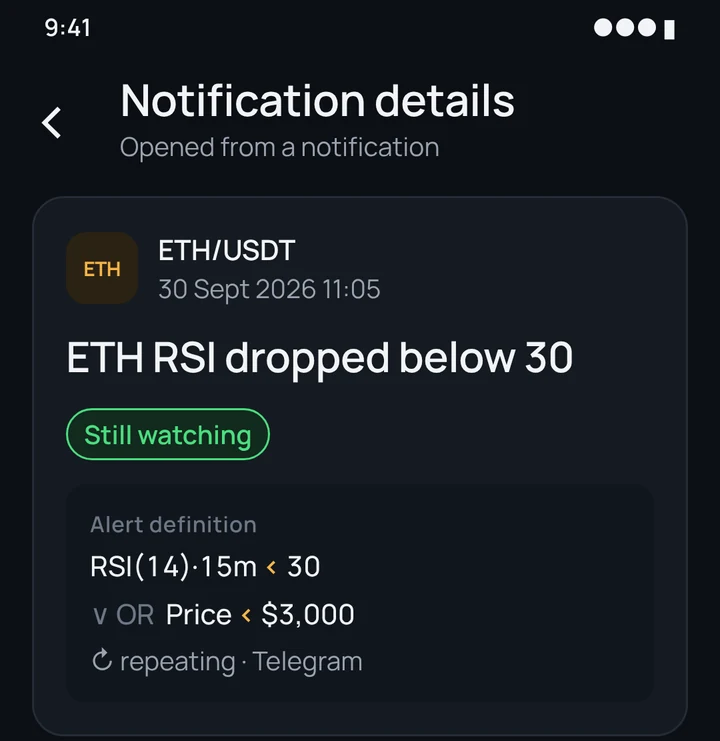 9:41
Notification details
Opened from a notification
ETH
ETH/USDT
30 Sept 2026 11:05
ETH RSI dropped below 30
Still watching
Alert definition
RSI(14)·15m < 30
∨ OR Price < $3,000
↻ repeating · Telegram